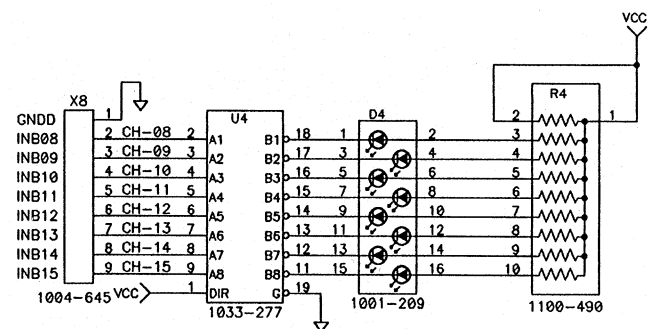 VCC
X8
U4
D4
R4
GNDD 1
2 1
INB08 2 CH-08 2 A1 B1 18 1 2 3
INB09 3 CH-09 3 A2 B2 17 3 4 4
INB10 4 CH-10 4 A3 B3 16 5 6 5
INB11 5 CH-11 5 A4 B4 15 7 8 6
INB12 6 CH-12 6 A5 B5 14 9 10 7
INB13 7 CH-13 7 A6 B6 13 11 12 8
INB14 8 CH-14 8 A7 B7 12 13 14 9
INB15 9 CH-15 9 A8 B8 11 15 16 10
1004-645 VCC 1 DIR G 19
1033-277
1001-209
1100-490